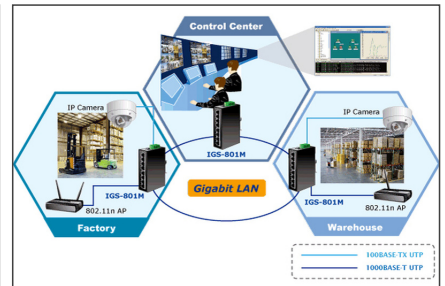 Control Center
IP Camera
IP Camera
IGS-801M
IGS-801M
IGS-801M
Gigabit LAN
802.11n AP
802.11n AP
Factory
Warehouse
100BASE-TX UTP
1000BASE-T UTP